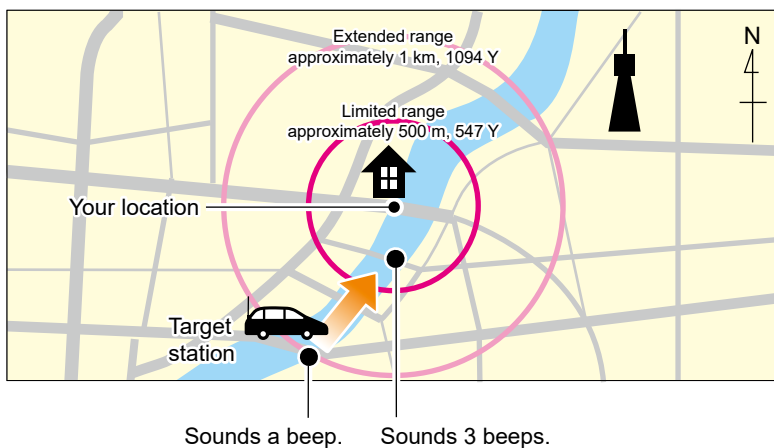 Extended range
approximately 1 km, 1094 Y
N
Limited range
approximately 500 m, 547 Y
Your location
Target
station
Sounds a beep.
Sounds 3 beeps.